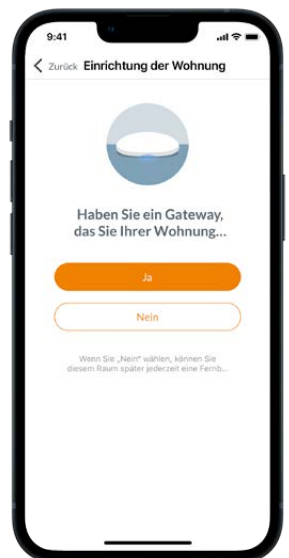 9:41
Zurück Einrichtung der Wohnung
Haben Sie ein Gateway,
das Sie Ihrer Wohnung...
Ja
Nein
Wenn Sie „Nein" wählen, können Sie
diesem Raum später jederzeit eine Fernb...